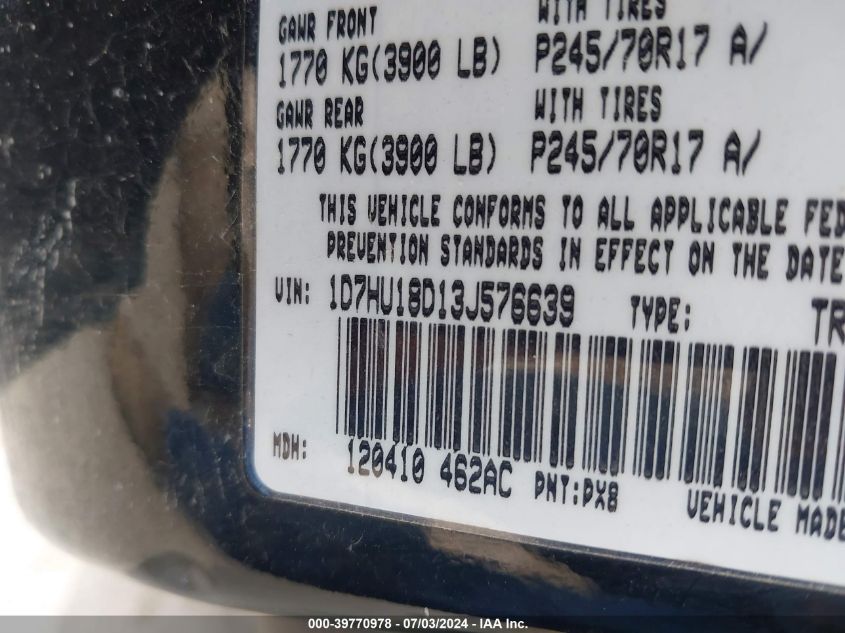 GAWR FRONT WITH TIRES
1770 KG(3900 LB) P245/70R17 A/
GAWR REAR WITH TIRES
1770 KG(3900 LB) P245/70R17 A/
THIS VEHICLE CONFORMS TO ALL APPLICABLE FED
PREVENTION STANDARDS IN EFFECT ON THE DATE
VIN: 1D7HU18D13J576639 TYPE: TR
MDH: 120410 462AC PNT:PX8 VEHICLE MADE
000-39770978 - 07/03/2024 - IAA Inc.